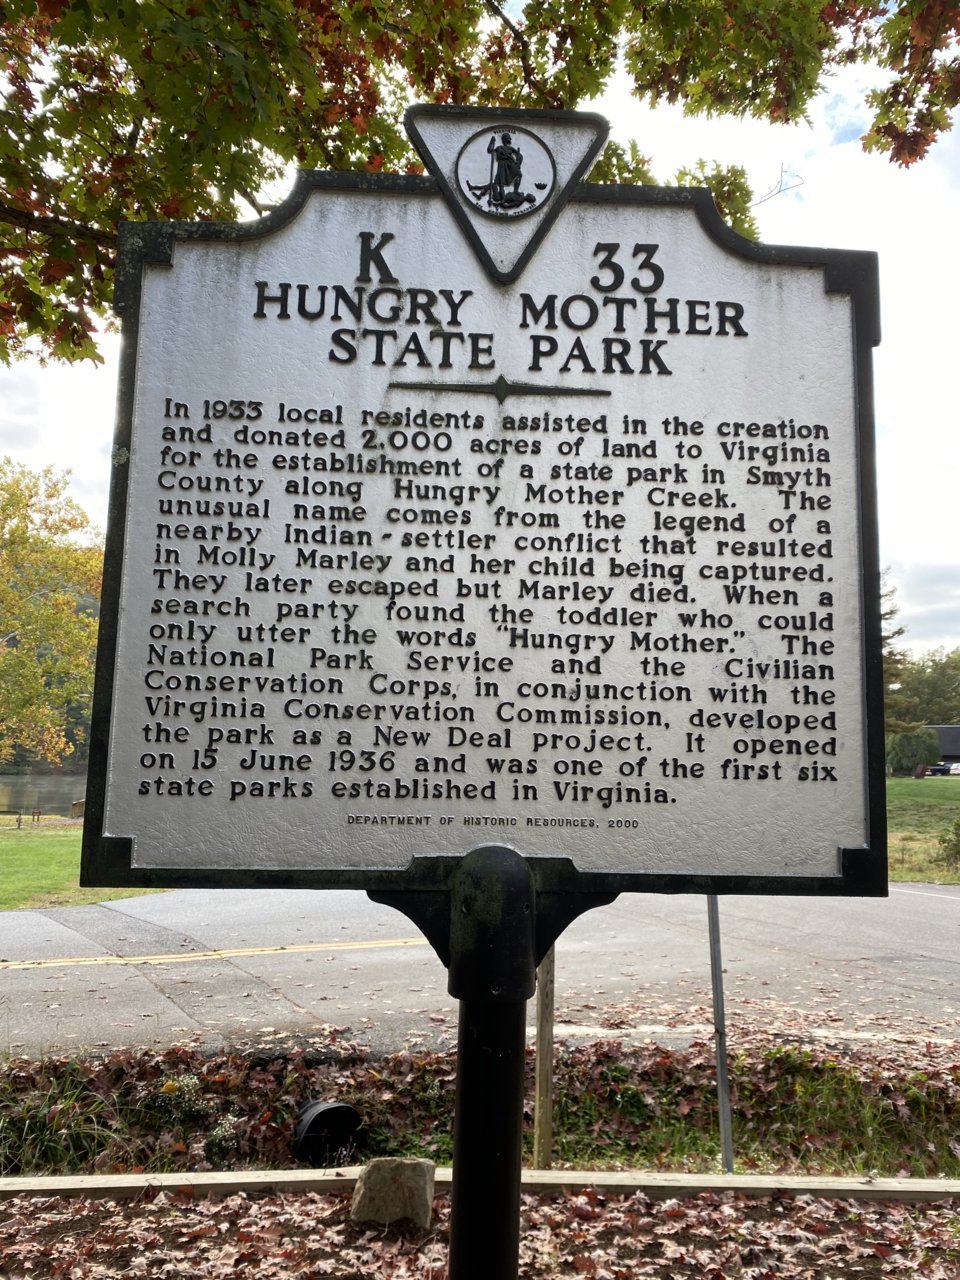 K 33
HUNGRY MOTHER
STATE PARK
In 1933 local residents assisted in the creation
and donated 2,000 acres of land to Virginia
for the establishment of a state park in Smyth
County along Hungry Mother Creek. The
unusual name comes from the legend of a
nearby Indian-settler conflict that resulted
in Molly Marley and her child being captured.
They later escaped but Marley died. When a
search party found the toddler who could
only utter the words "Hungry Mother." The
National Park Service and the Civilian
Conservation Corps, in conjunction with the
Virginia Conservation Commission, developed
the park as a New Deal project. It opened
on 15 June 1936 and was one of the first six
state parks established in Virginia.
DEPARTMENT OF HISTORIC RESOURCES, 2000